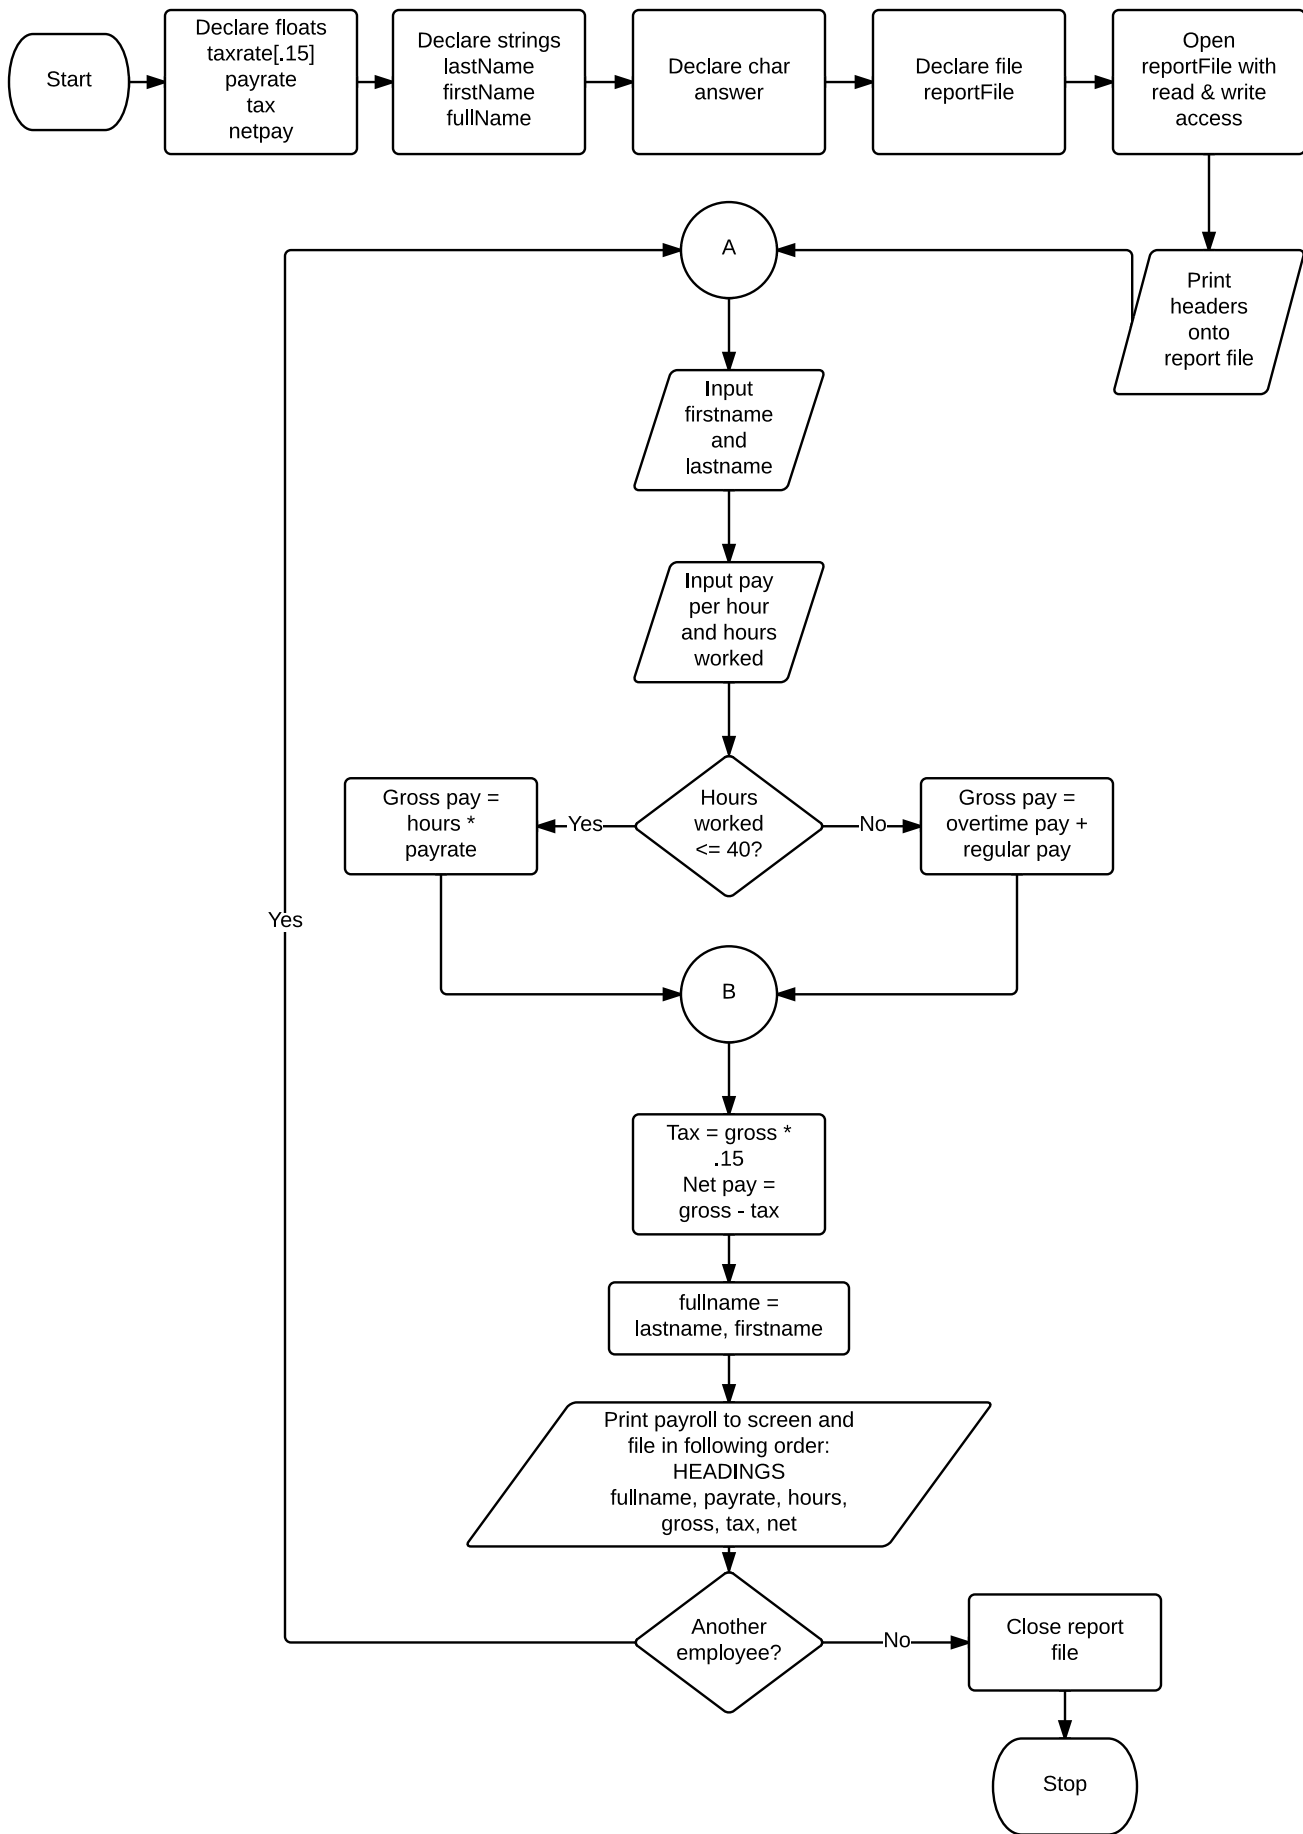 Start
Declare floats
taxrate[.15]
payrate
tax
netpay
Declare strings
lastName
firstName
fullName
Declare char
answer
Declare file
reportFile
Open
reportFile with
read & write
access
Print
headers
onto
report file
A
Input
firstname
and
lastname
Input pay
per hour
and hours
worked
Hours
worked
<= 40?
Yes
Gross pay =
hours *
payrate
No
Gross pay =
overtime pay +
regular pay
Yes
B
Tax = gross *
.15
Net pay =
gross - tax
fullname =
lastname, firstname
Print payroll to screen and
file in following order:
HEADINGS
fullname, payrate, hours,
gross, tax, net
Another
employee?
No
Close report
file
Stop